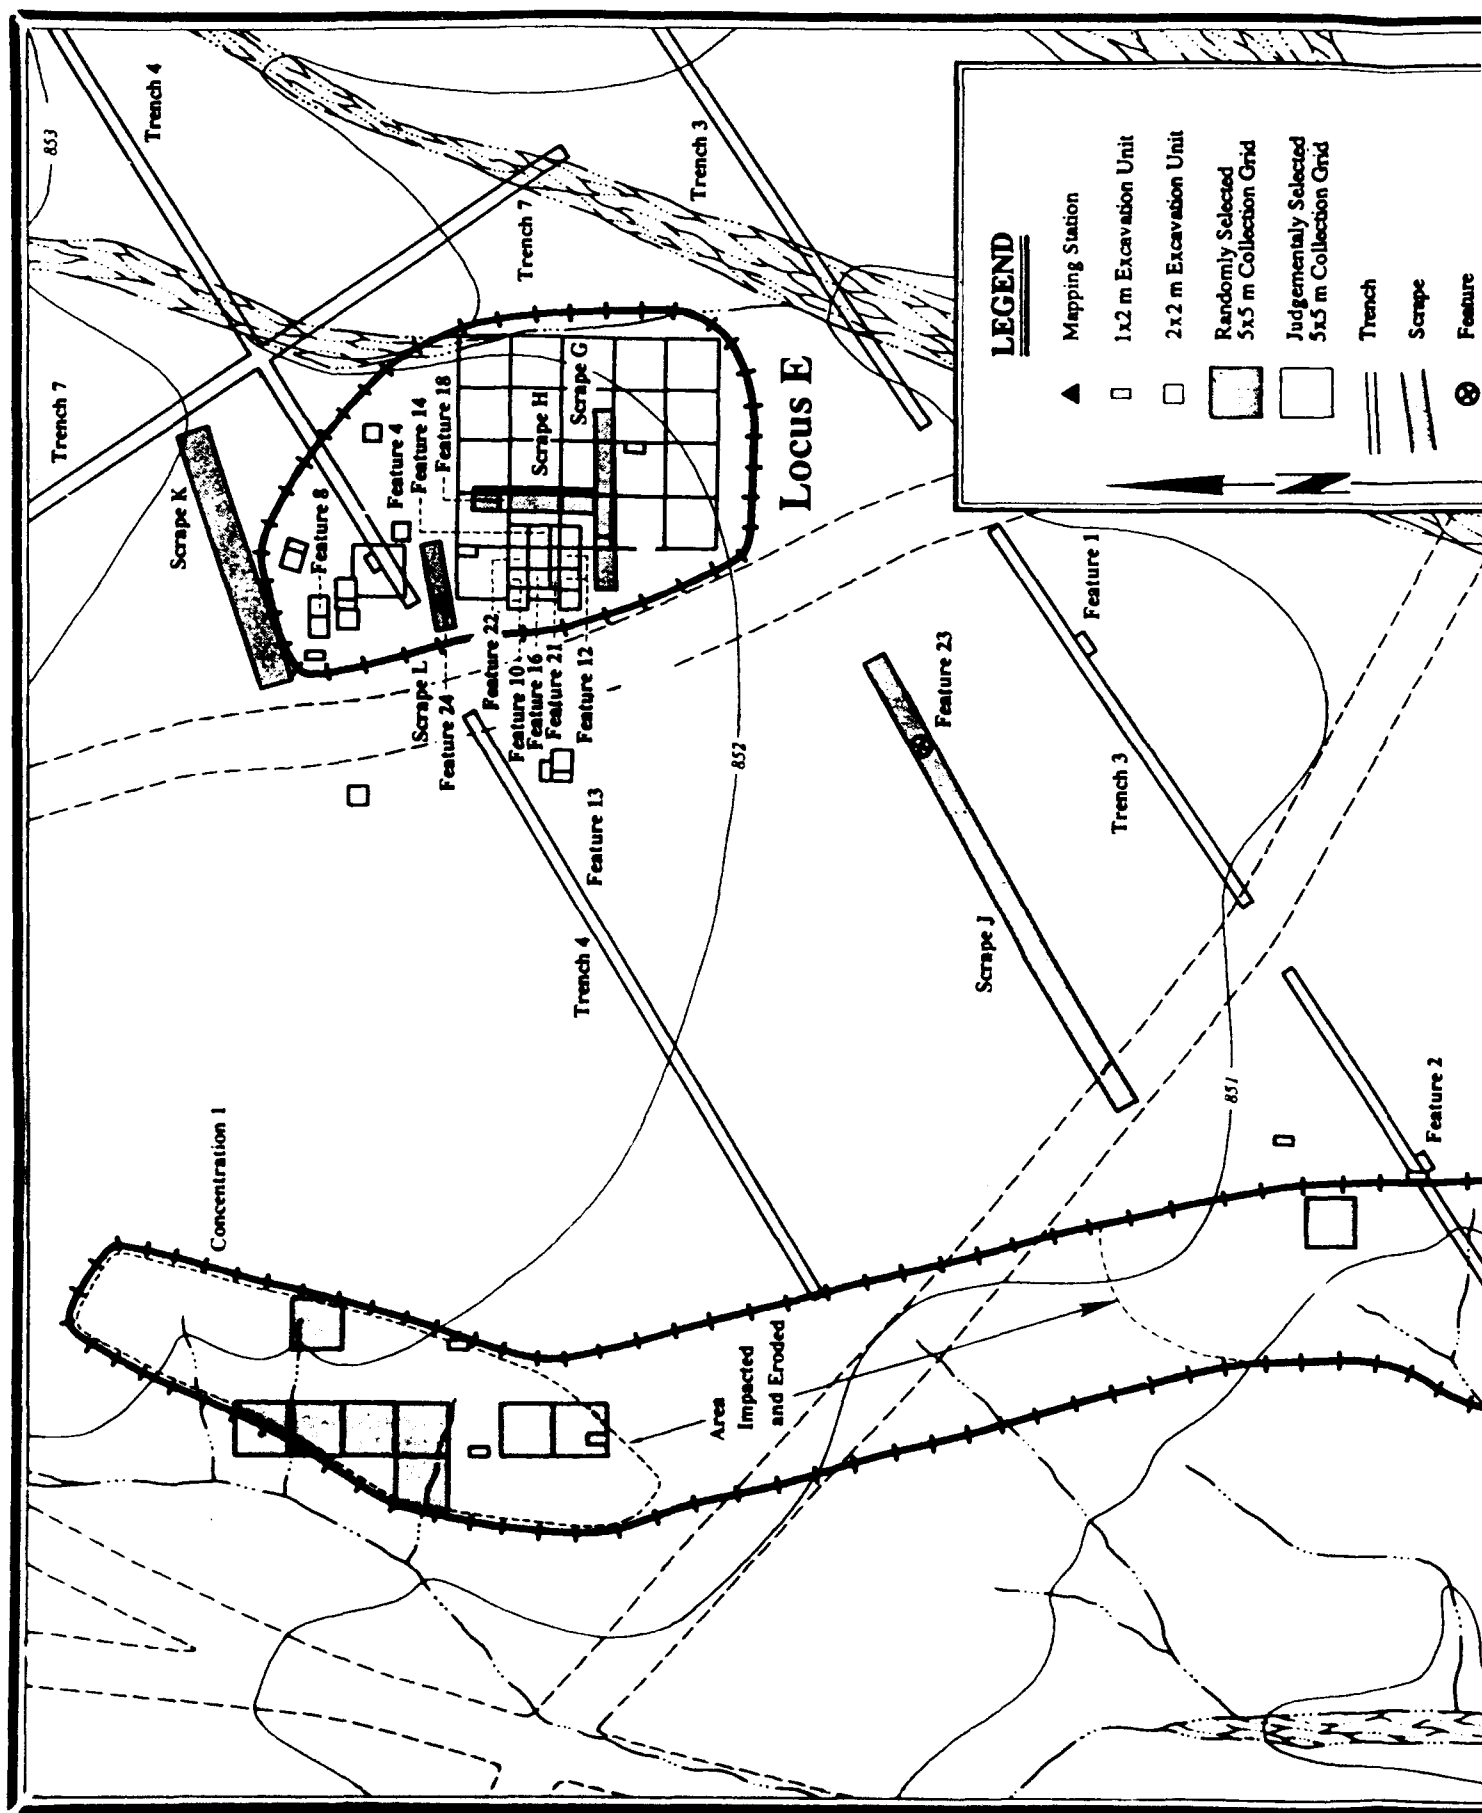 853
Trench 4
Trench 7
Trench 3
Trench 7
Scrape K
Feature 8
Feature 4
Feature 14
Feature 18
Scrape H
Scrape G
Locus E
Scrape L
Feature 24
Feature 22
Feature 10
Feature 16
Feature 21
Feature 12
Feature 13
Trench 4
852
Feature 23
Scrape J
Feature 1
Trench 3
851
Feature 2
Concentration 1
Area
Impacted
and Eroded
LEGEND
Mapping Station
1x2 m Excavation Unit
2x2 m Excavation Unit
Randomly Selected
5x5 m Collection Grid
Judgementaly Selected
5x5 m Collection Grid
Trench
Scrape
Feature